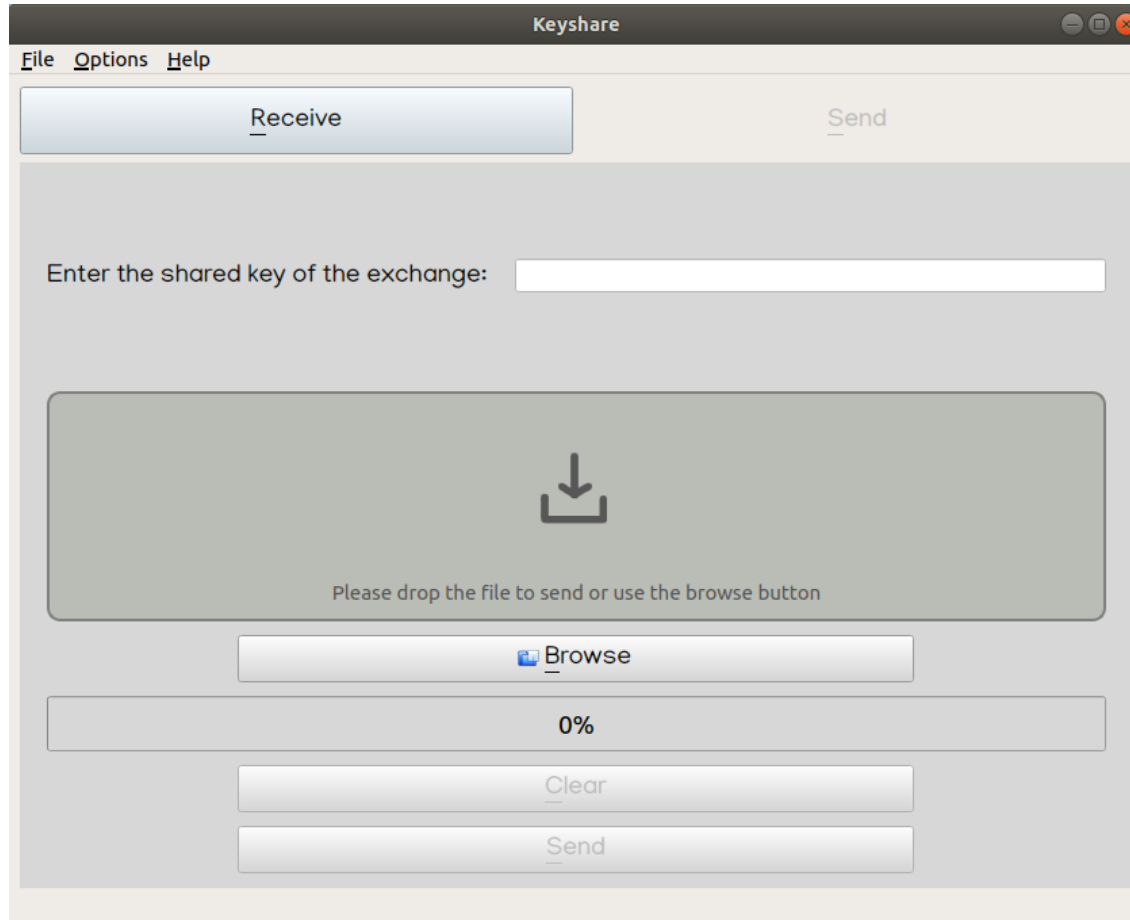 Keyshare
File Options Help
Receive Send
Enter the shared key of the exchange:
Please drop the file to send or use the browse button
Browse
0%
Clear
Send